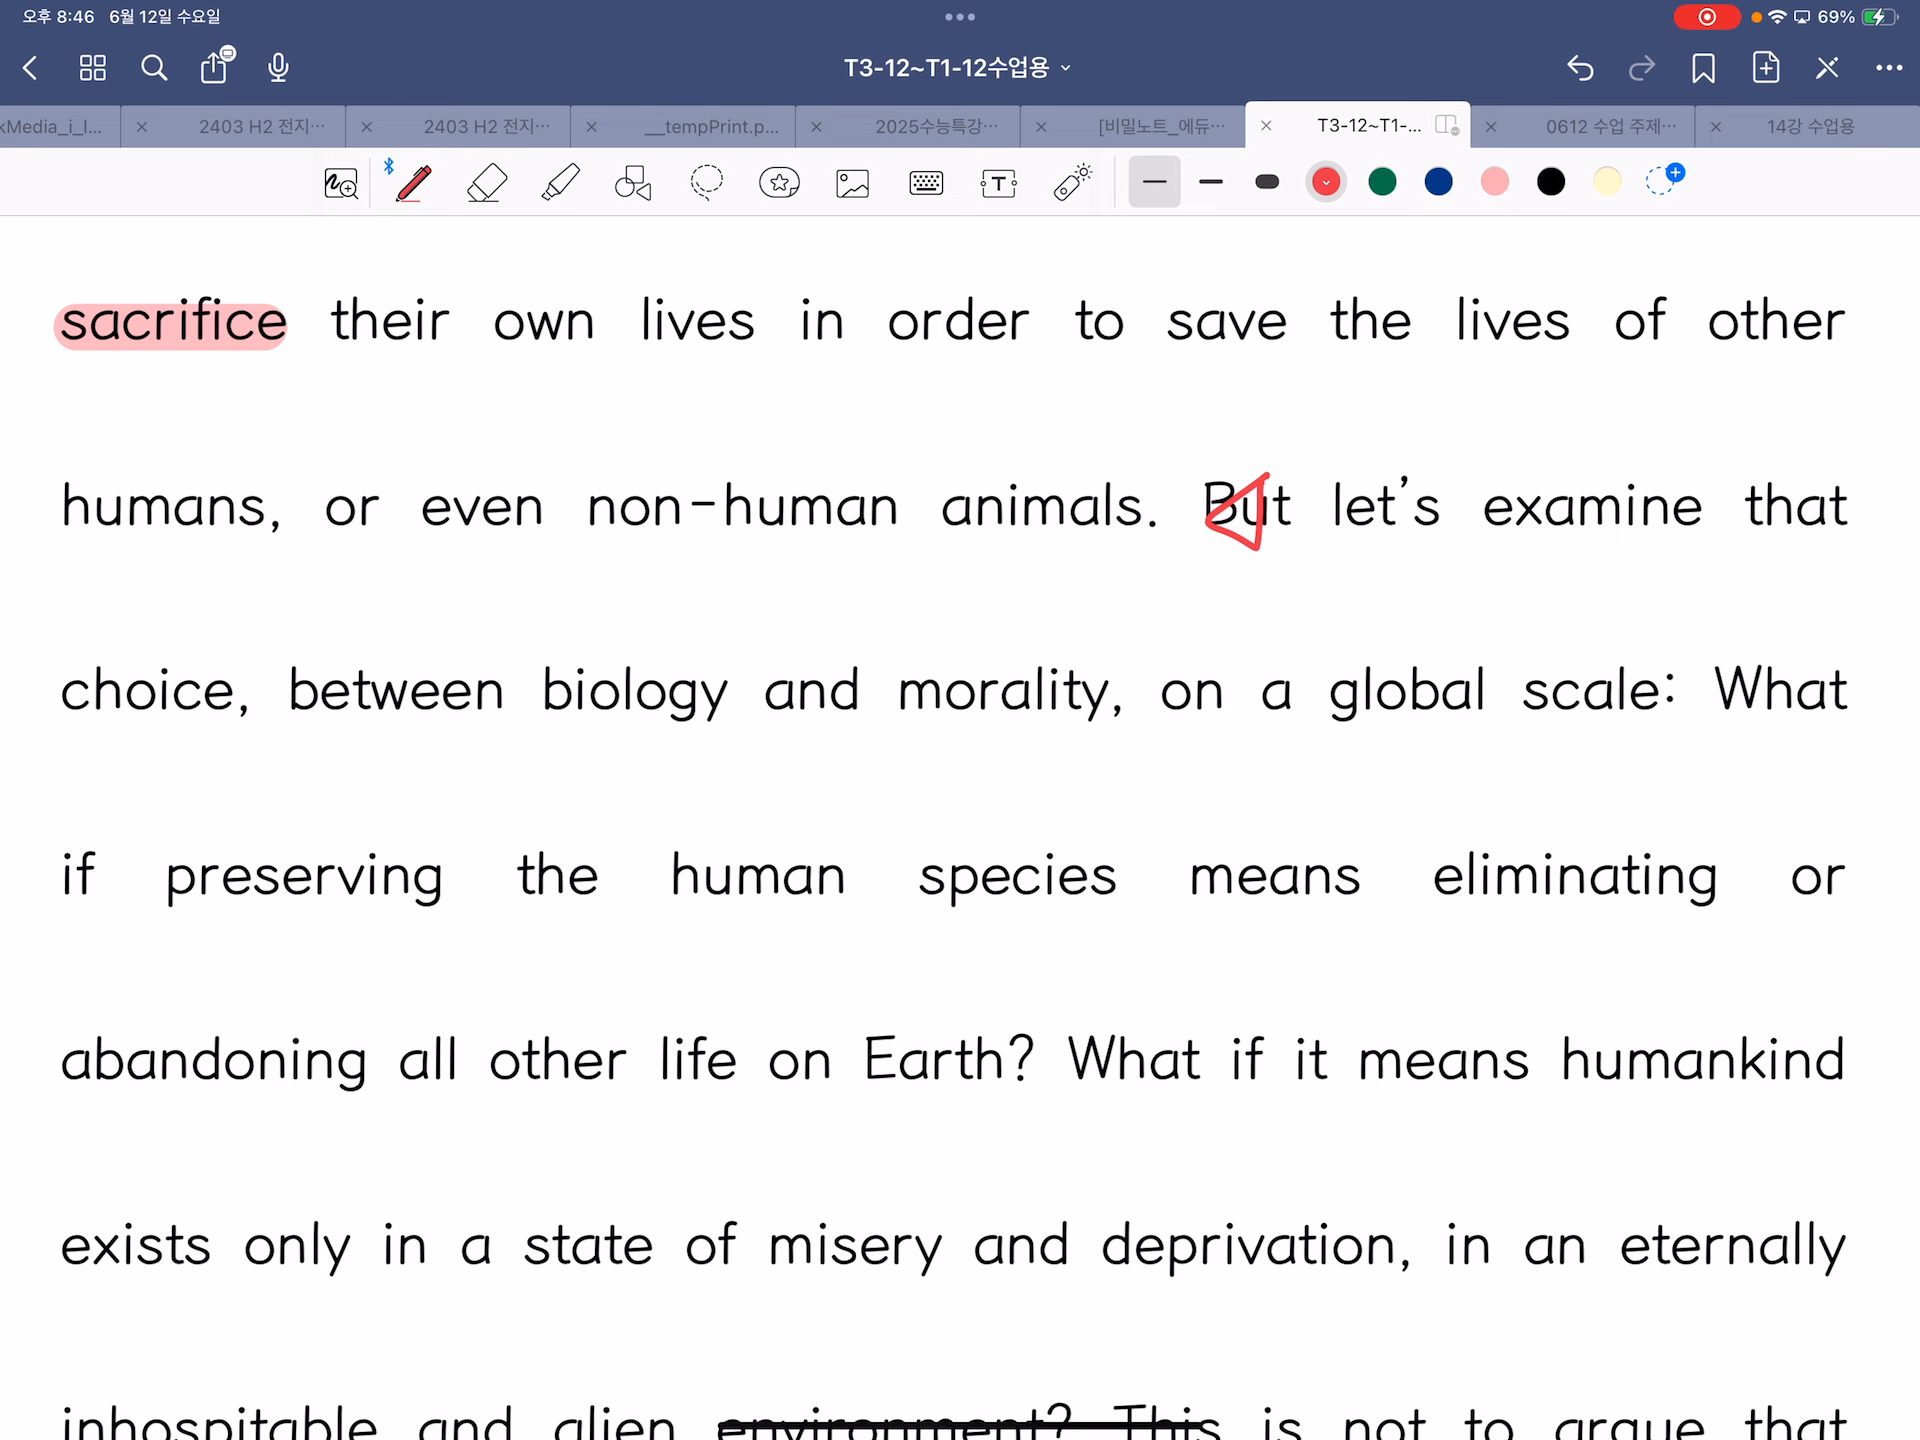 오후 8:46 6월 12일 수요일
69%
T3-12~T1-12수업용
<Media_i_l...
2403 H2 전지...
2403 H2 전지...
__tempPrint.p...
2025수능특강...
[비밀노트_에듀...
T3-12~T1-...
0612 수업 주제...
14강 수업용
sacrifice their own lives in order to save the lives of other
humans, or even non-human animals. But let's examine that
choice, between biology and morality, on a global scale: What
if preserving the human species means eliminating or
abandoning all other life on Earth? What if it means humankind
exists only in a state of misery and deprivation, in an eternally
inhospitable and alien environment? This is not to argue that